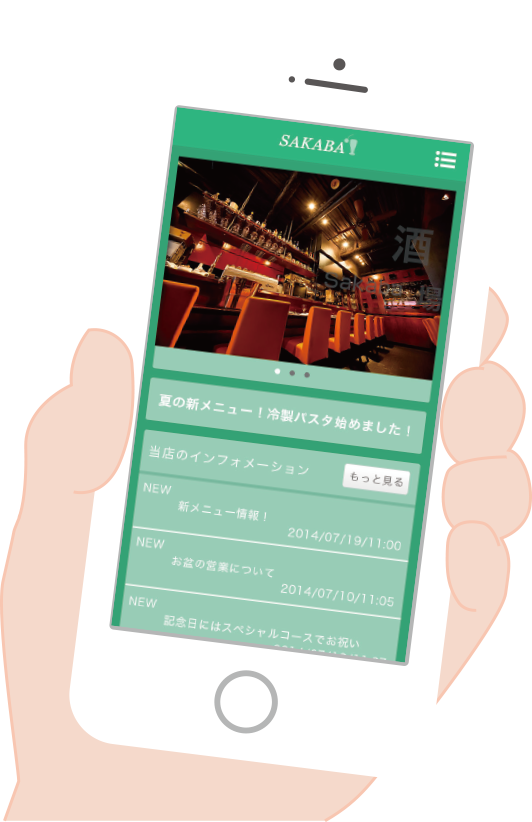 SAKABA
酒場
Saka
夏の新メニュー！冷製パスタ始めました！
当店のインフォメーション
もっと見る
NEW
新メニュー情報！
2014/07/19/11:00
NEW
お盆の営業について
2014/07/10/11:05
NEW
記念日にはスペシャルコースでお祝い